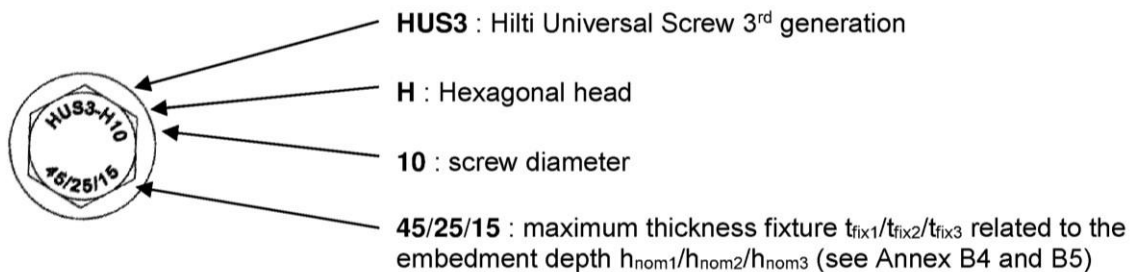 HUS3 : Hilti Universal Screw 3rd generation
H : Hexagonal head
HUS3-H10
10 : screw diameter
45/25/15
45/25/15 : maximum thickness fixture tfix1/tfix2/tfix3 related to the
embedment depth hnom1/hnom2/hnom3 (see Annex B4 and B5)